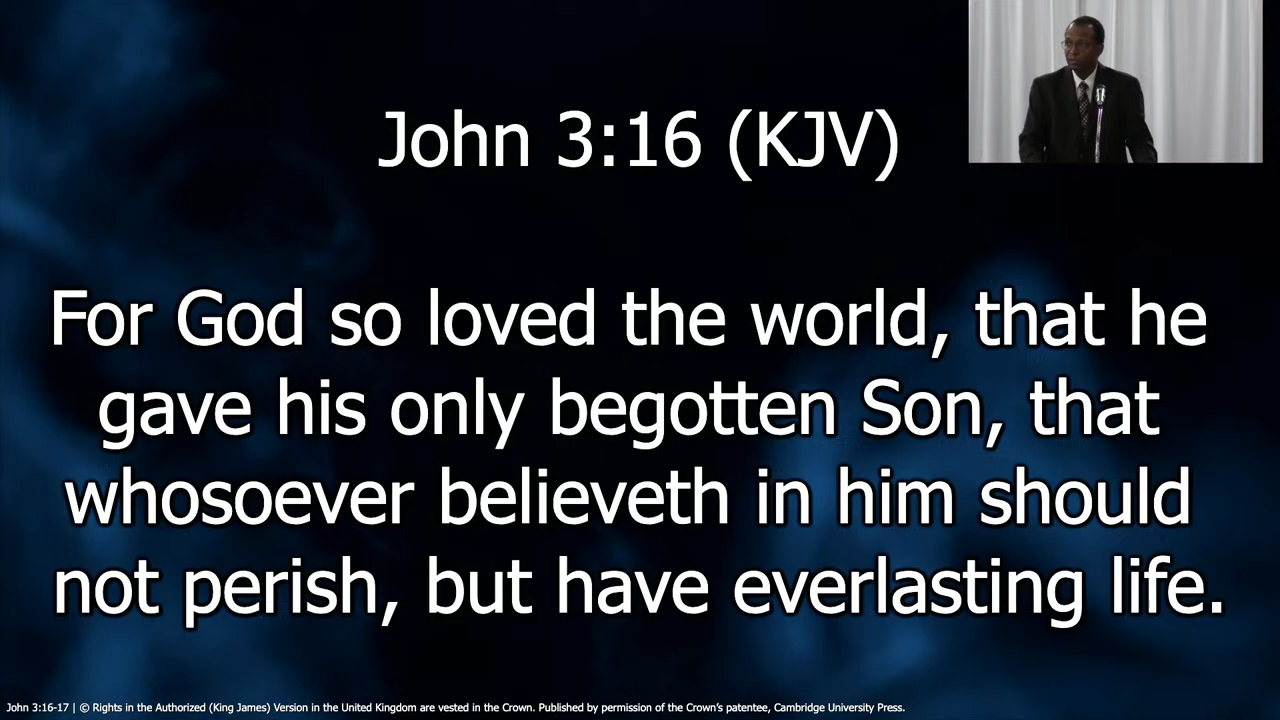 John 3:16 (KJV)
For God so loved the world, that he
gave his only begotten Son, that
whosoever believeth in him should
not perish, but have everlasting life.
John 3:16-17 | © Rights in the Authorized (King James) Version in the United Kingdom are vested in the Crown. Published by permission of the Crown's patentee, Cambridge University Press.